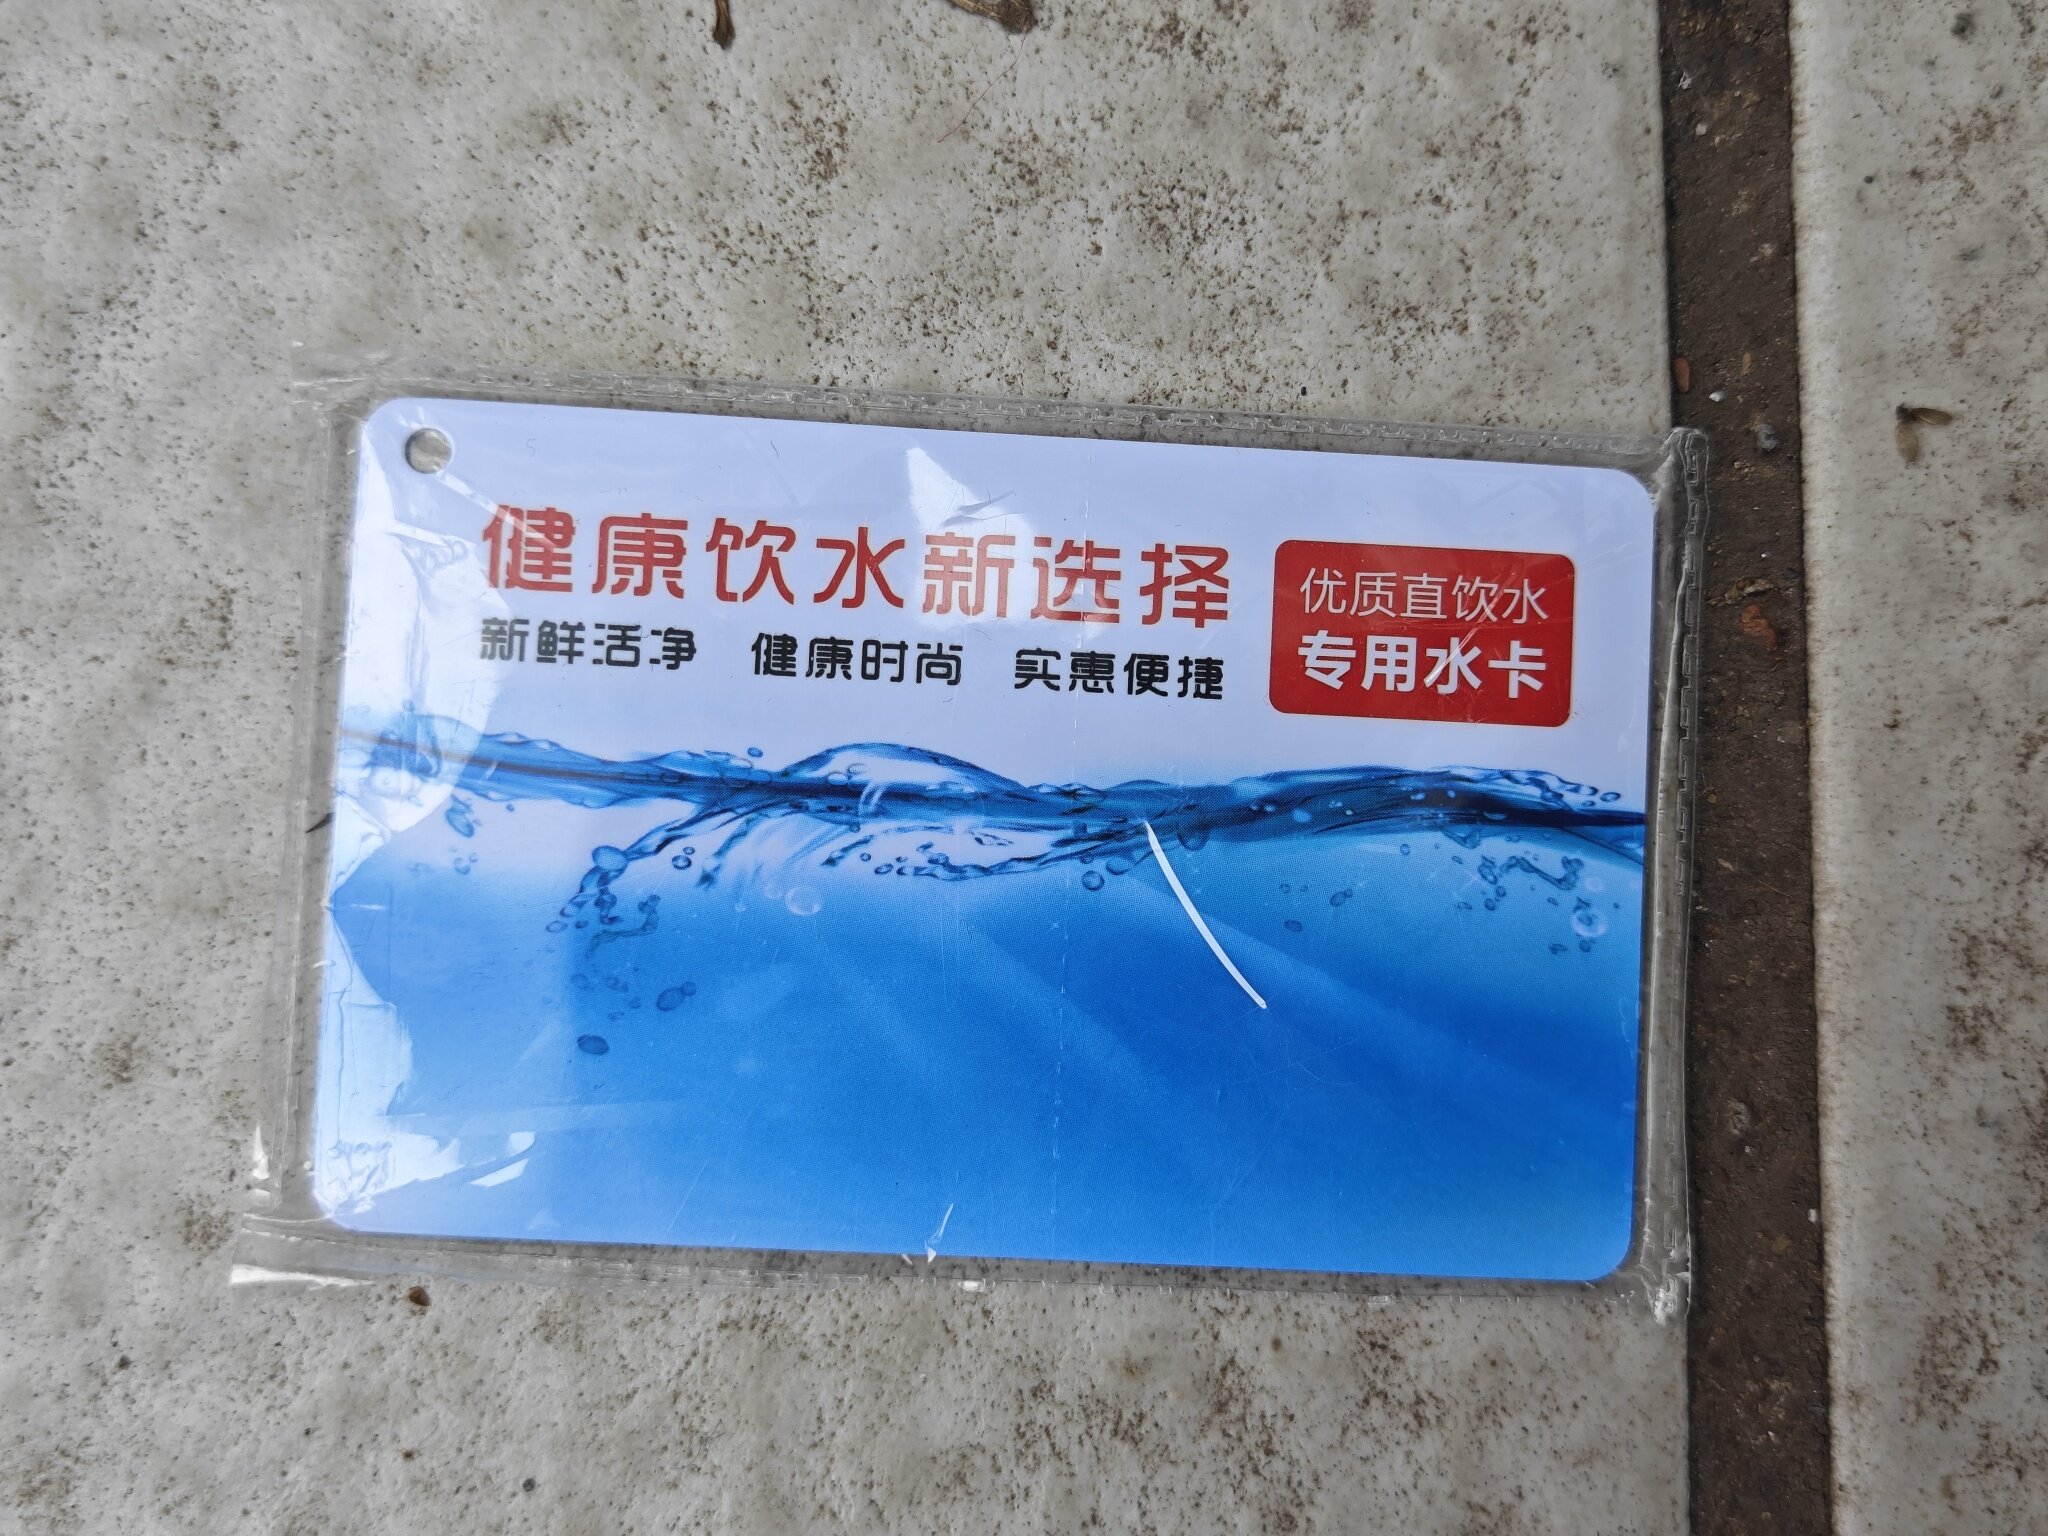 健康饮水新选择
新鲜活净 健康时尚 实惠便捷
优质直饮水
专用水卡